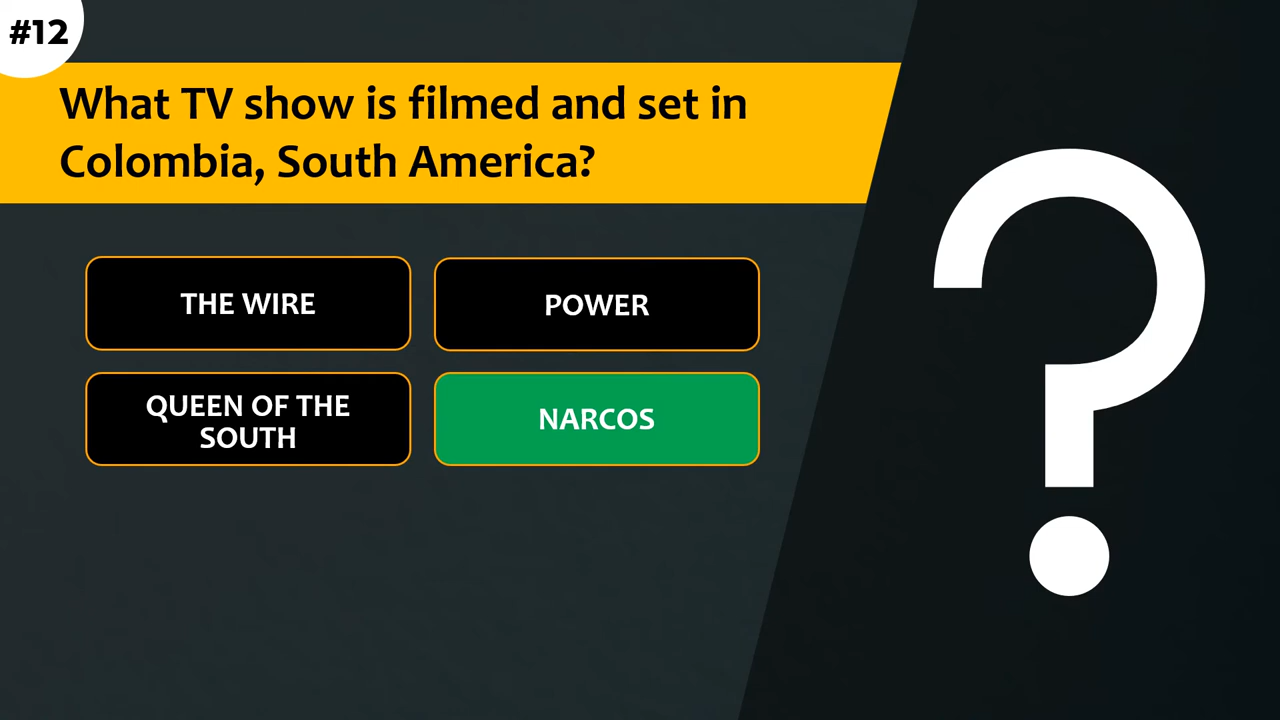 #12
What TV show is filmed and set in
Colombia, South America?
THE WIRE
POWER
QUEEN OF THE
SOUTH
NARCOS